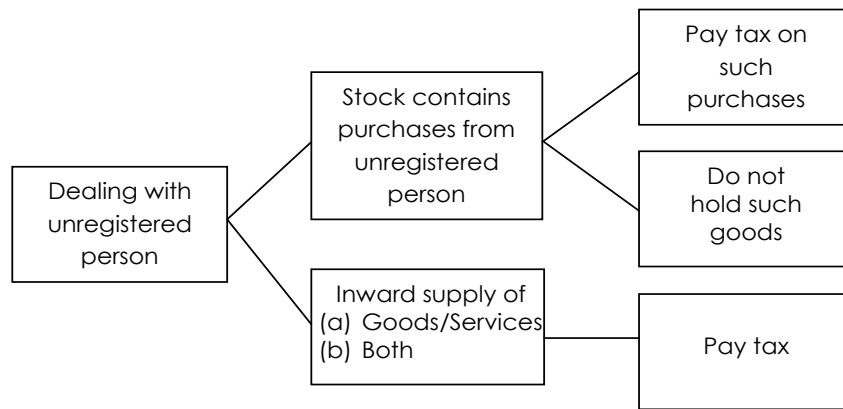 Dealing with
unregistered
person
Stock contains
purchases from
unregistered
person
Pay tax on
such
purchases
Do not
hold such
goods
Inward supply of
(a) Goods/Services
(b) Both
Pay tax